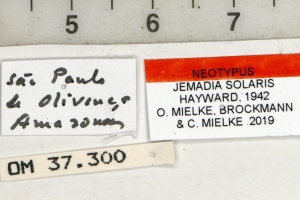 5 6 7
São Paulo
de Olivença
Amazonas
NEOTYPUS
JEMADIA SOLARIS
HAYWARD, 1942
O. MIELKE, BROCKMANN
& C. MIELKE 2019
OM 37.300